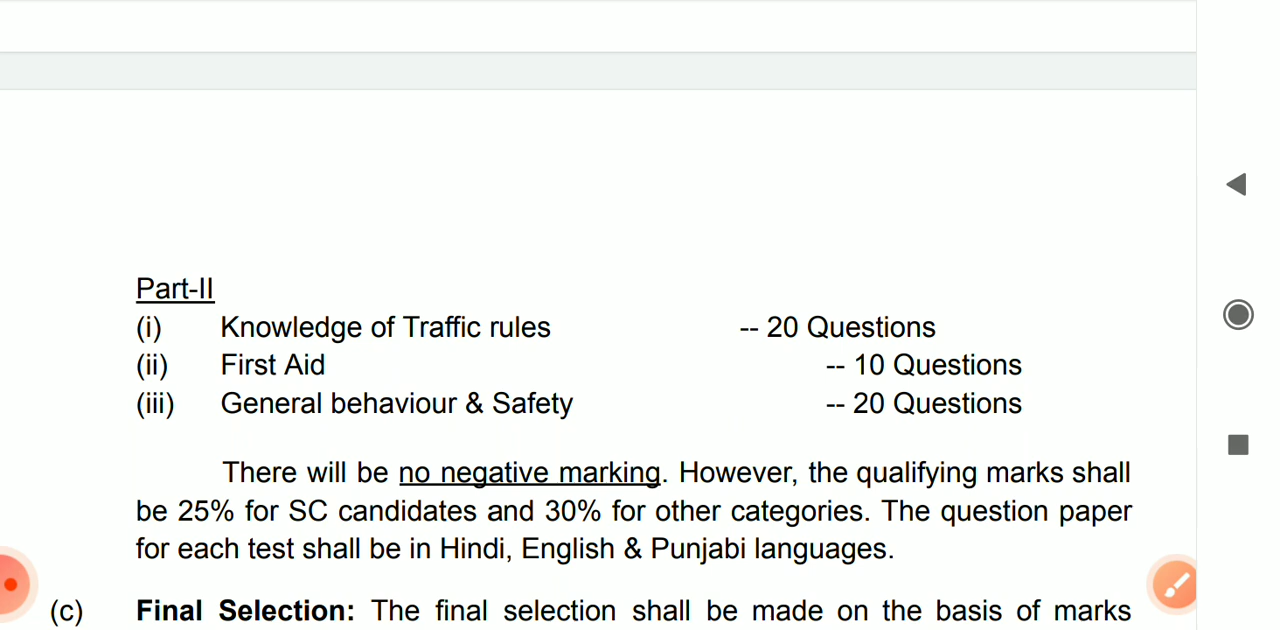 Part-II
(i) Knowledge of Traffic rules -- 20 Questions
(ii) First Aid -- 10 Questions
(iii) General behaviour & Safety -- 20 Questions
There will be no negative marking. However, the qualifying marks shall
be 25% for SC candidates and 30% for other categories. The question paper
for each test shall be in Hindi, English & Punjabi languages.
(c) Final Selection: The final selection shall be made on the basis of marks